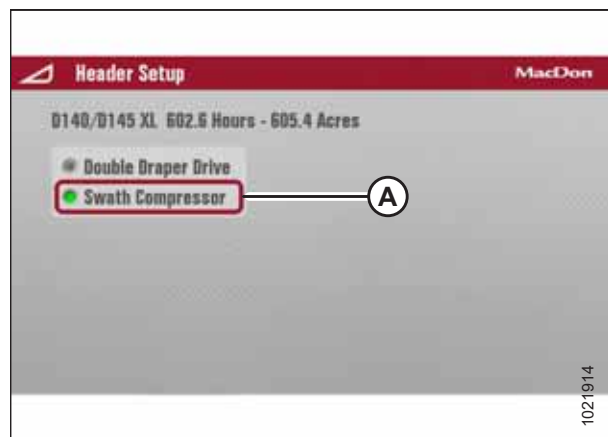 Header Setup MacDon
D140/D145 XL 602.6 Hours - 605.4 Acres
Double Draper Drive
Swath Compressor
A
1021914